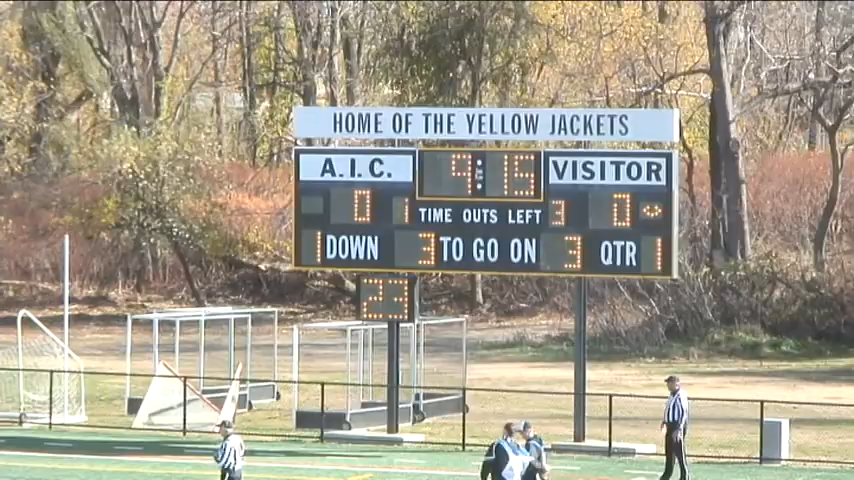 HOME OF THE YELLOW JACKETS
A.I.C. 9:15 VISITOR
0 1 TIME OUTS LEFT 3 0
1 DOWN 3 TO GO ON 3 QTR 1
23